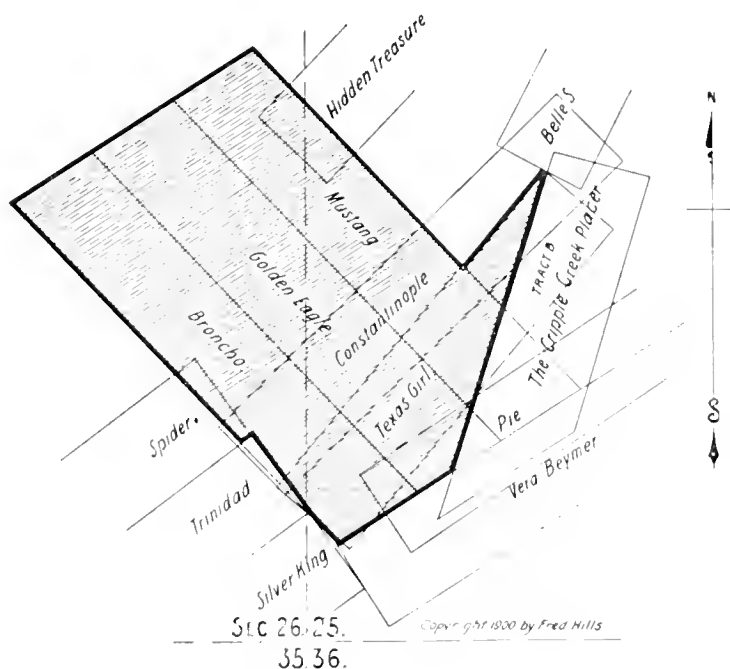 Hidden Treasure
Belle S
N
Mustang
TRACT B
The Cripple Creek Placer
Golden Eagle
Constantinople
Broncho
Texas Girl
Pie
S
Spider.
Vera Beymer
Trinidad
Silver King
SEC 26.25.
35.36.
Copyright 1900 by Fred Hills